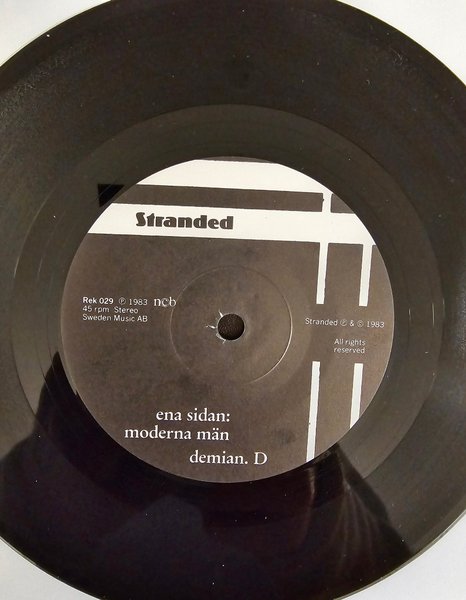 Stranded
Rek 029 ℗ 1983 ncb
45 rpm Stereo
Sweden Music AB
Stranded ℗ & © 1983
All rights
reserved
ena sidan:
moderna män
demian. D